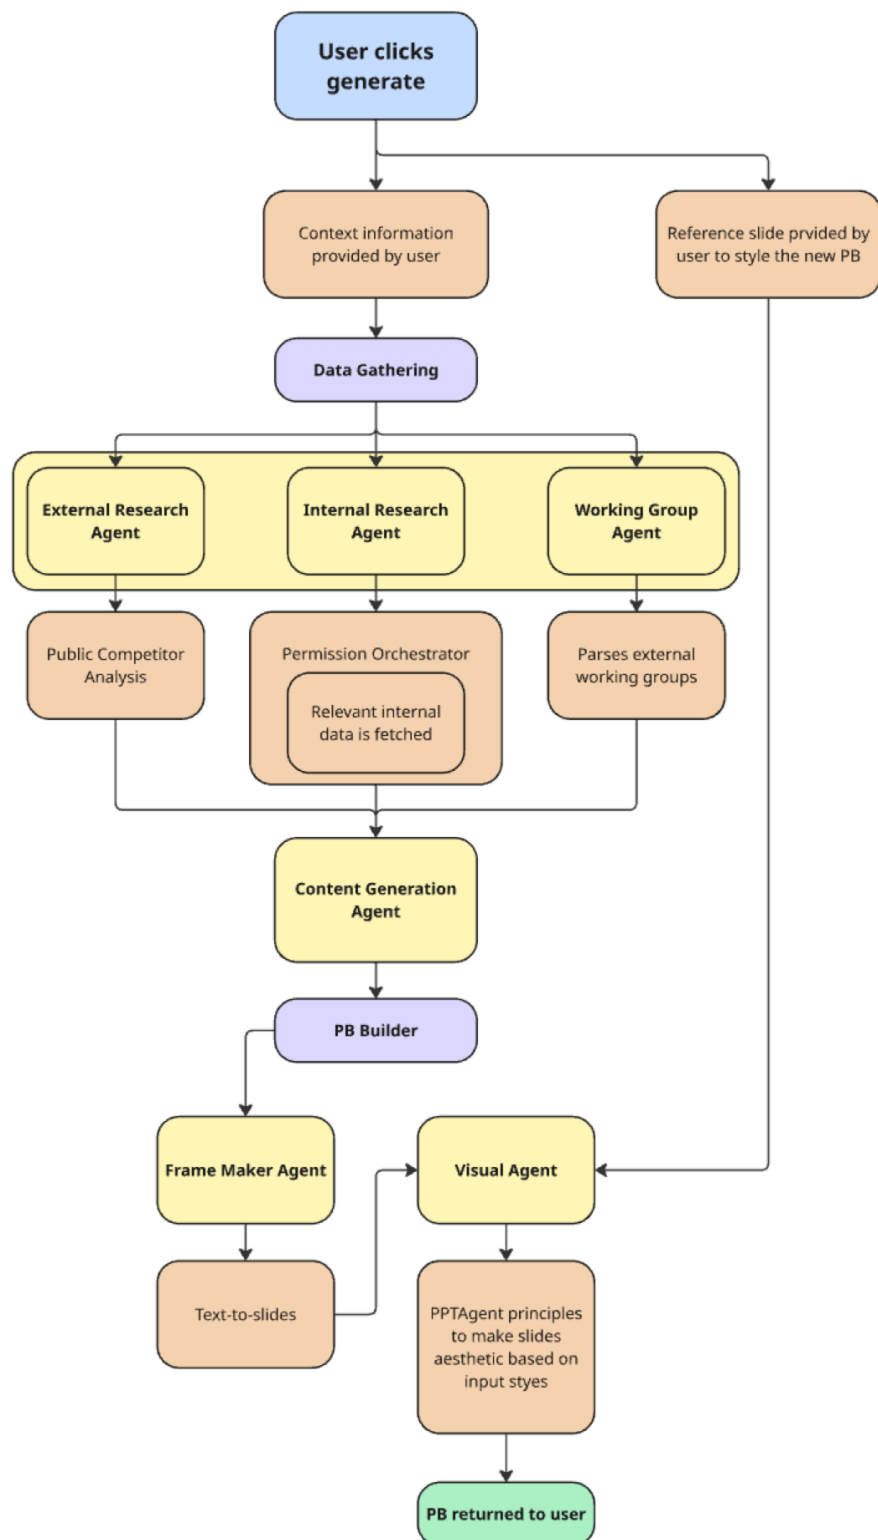 User clicks
generate
Context information
provided by user
Reference slide prvided by
user to style the new PB
Data Gathering
External Research
Agent
Internal Research
Agent
Working Group
Agent
Public Competitor
Analysis
Permission Orchestrator
Relevant internal
data is fetched
Parses external
working groups
Content Generation
Agent
PB Builder
Frame Maker Agent
Visual Agent
Text-to-slides
PPTAgent principles
to make slides
aesthetic based on
input styes
PB returned to user